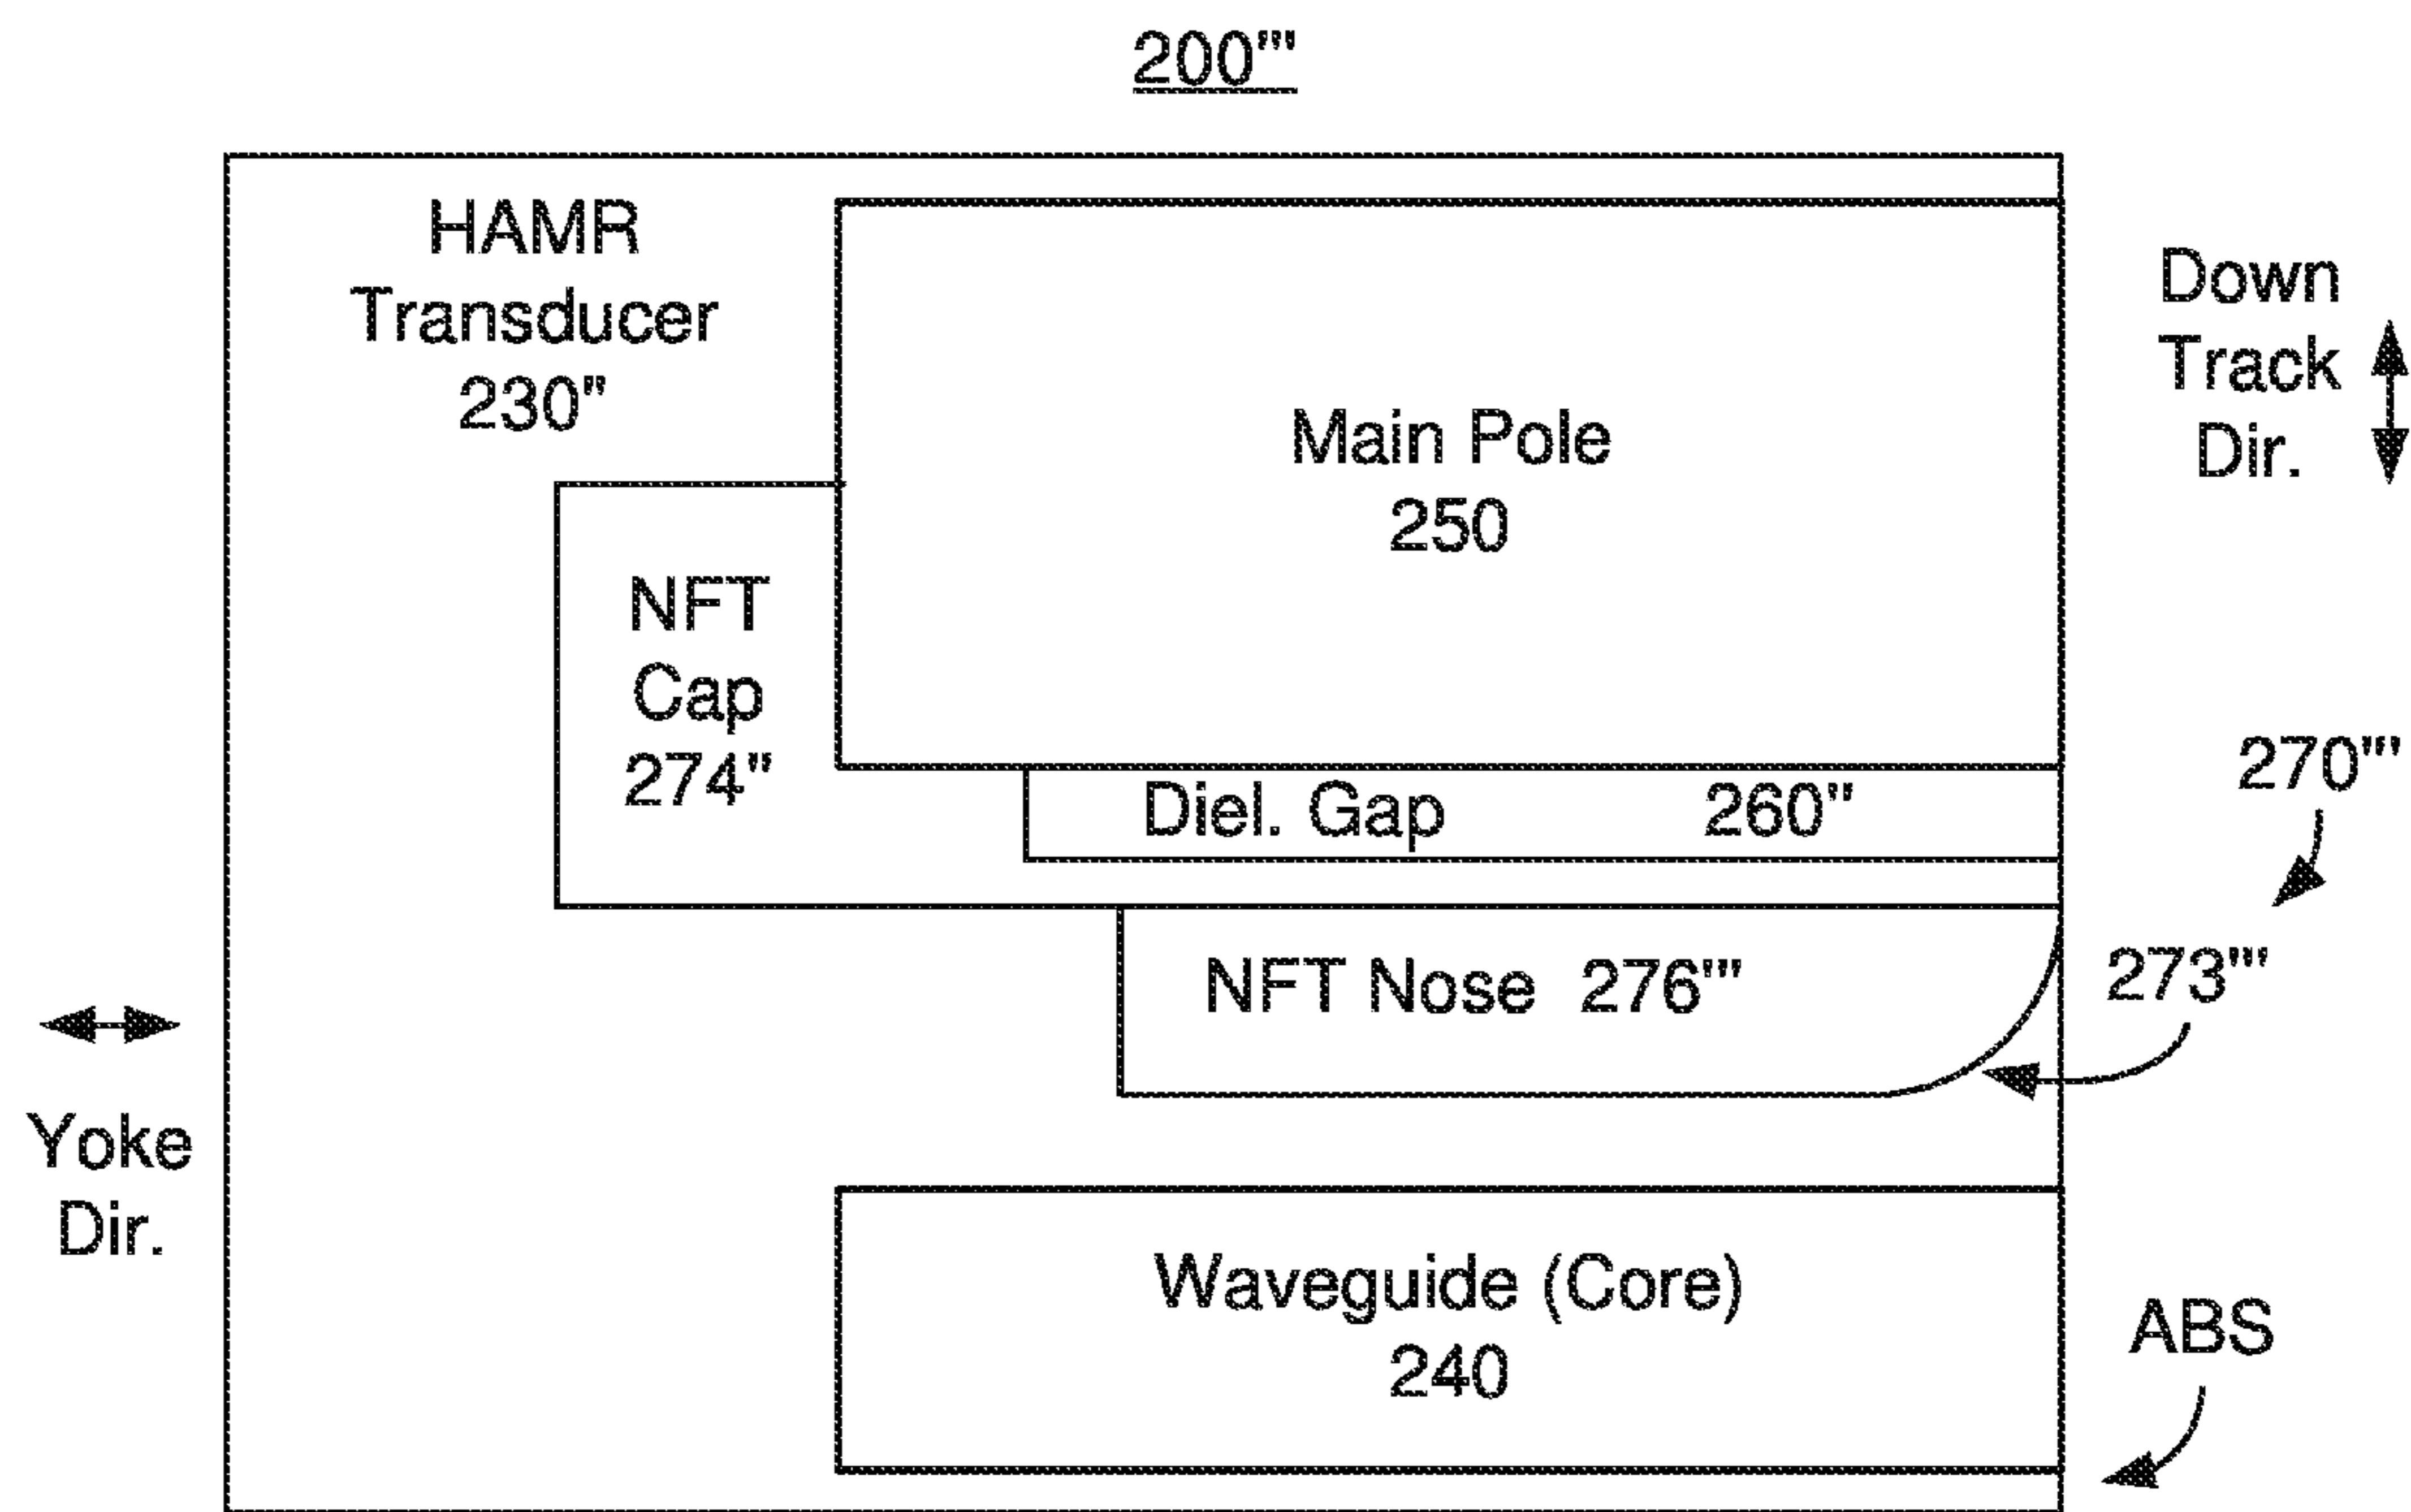 200'''
HAMR
Transducer
230"
Main Pole
250
Down
Track
Dir.
NFT
Cap
274"
Diel. Gap 260"
270'''
NFT Nose 276'''
273'''
Yoke
Dir.
Waveguide (Core)
240
ABS